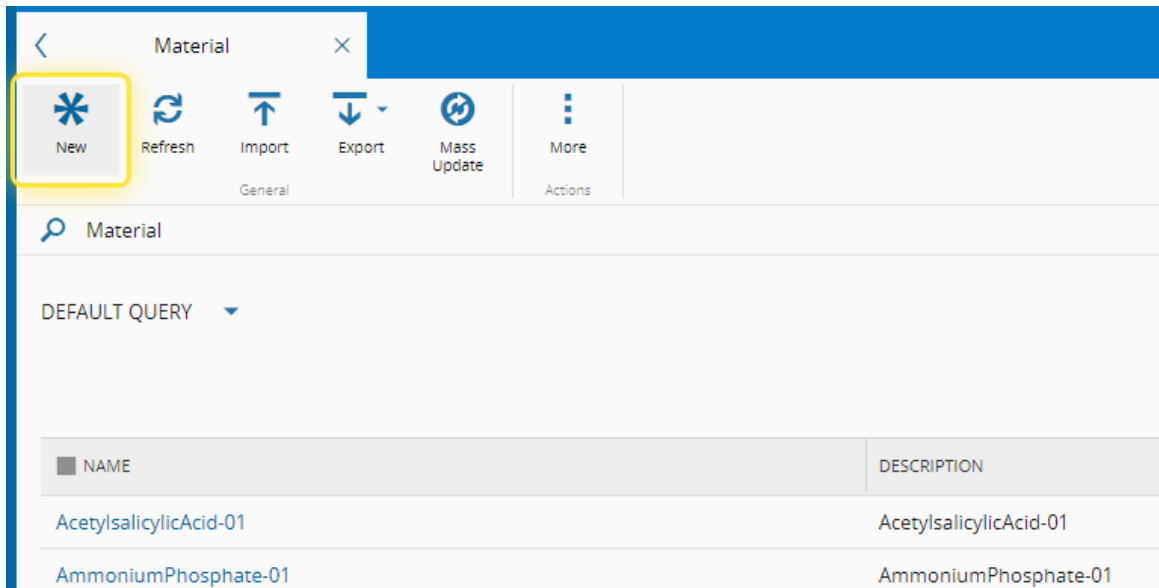 Material
New
Refresh
Import
Export
Mass
Update
More
General
Actions
Material
DEFAULT QUERY
NAME DESCRIPTION
AcetylsalicylicAcid-01 AcetylsalicylicAcid-01
AmmoniumPhosphate-01 AmmoniumPhosphate-01